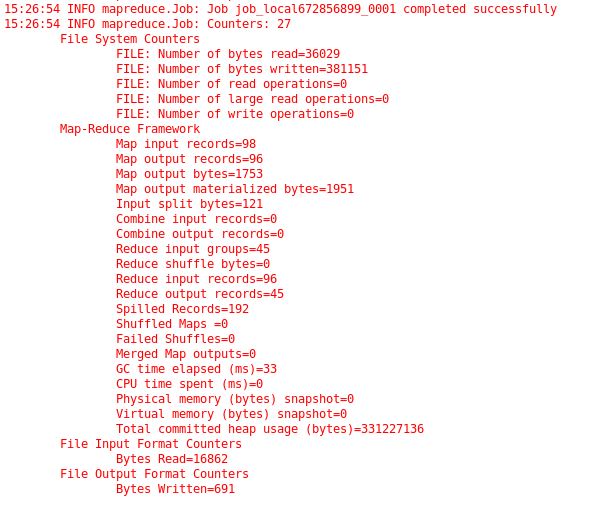 15:26:54 INFO mapreduce.Job: Job job_local672856899_0001 completed successfully
15:26:54 INFO mapreduce.Job: Counters: 27
File System Counters
FILE: Number of bytes read=36029
FILE: Number of bytes written=381151
FILE: Number of read operations=0
FILE: Number of large read operations=0
FILE: Number of write operations=0
Map-Reduce Framework
Map input records=98
Map output records=96
Map output bytes=1753
Map output materialized bytes=1951
Input split bytes=121
Combine input records=0
Combine output records=0
Reduce input groups=45
Reduce shuffle bytes=0
Reduce input records=96
Reduce output records=45
Spilled Records=192
Shuffled Maps =0
Failed Shuffles=0
Merged Map outputs=0
GC time elapsed (ms)=33
CPU time spent (ms)=0
Physical memory (bytes) snapshot=0
Virtual memory (bytes) snapshot=0
Total committed heap usage (bytes)=331227136
File Input Format Counters
Bytes Read=16862
File Output Format Counters
Bytes Written=691